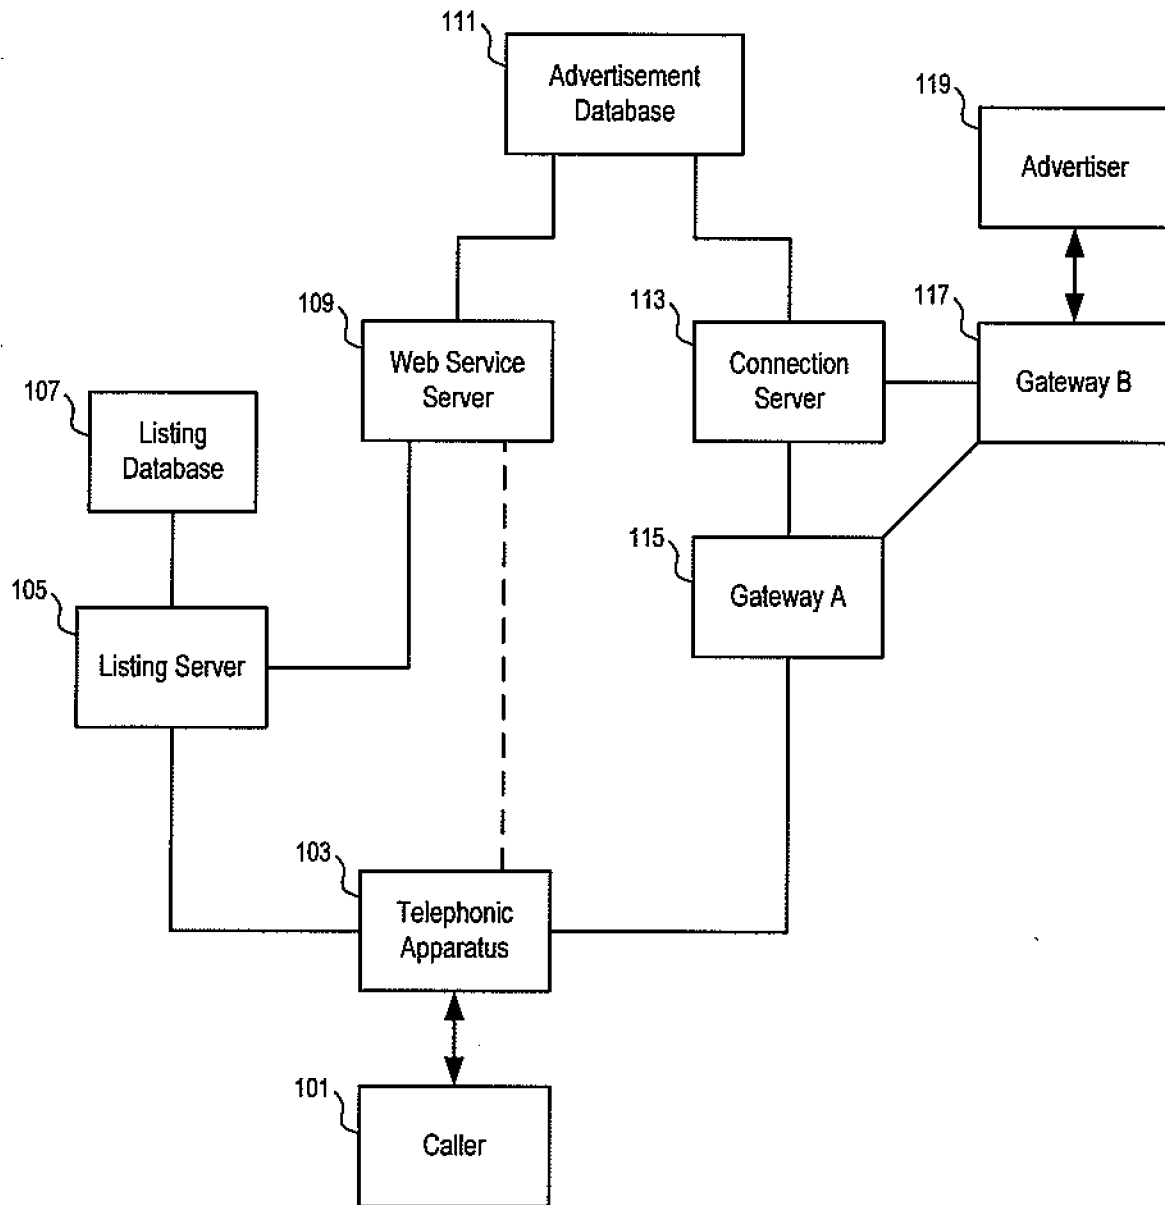 111
Advertisement
Database
119
Advertiser
109
Web Service
Server
113
Connection
Server
117
Gateway B
107
Listing
Database
115
Gateway A
105
Listing Server
103
Telephonic
Apparatus
101
Caller